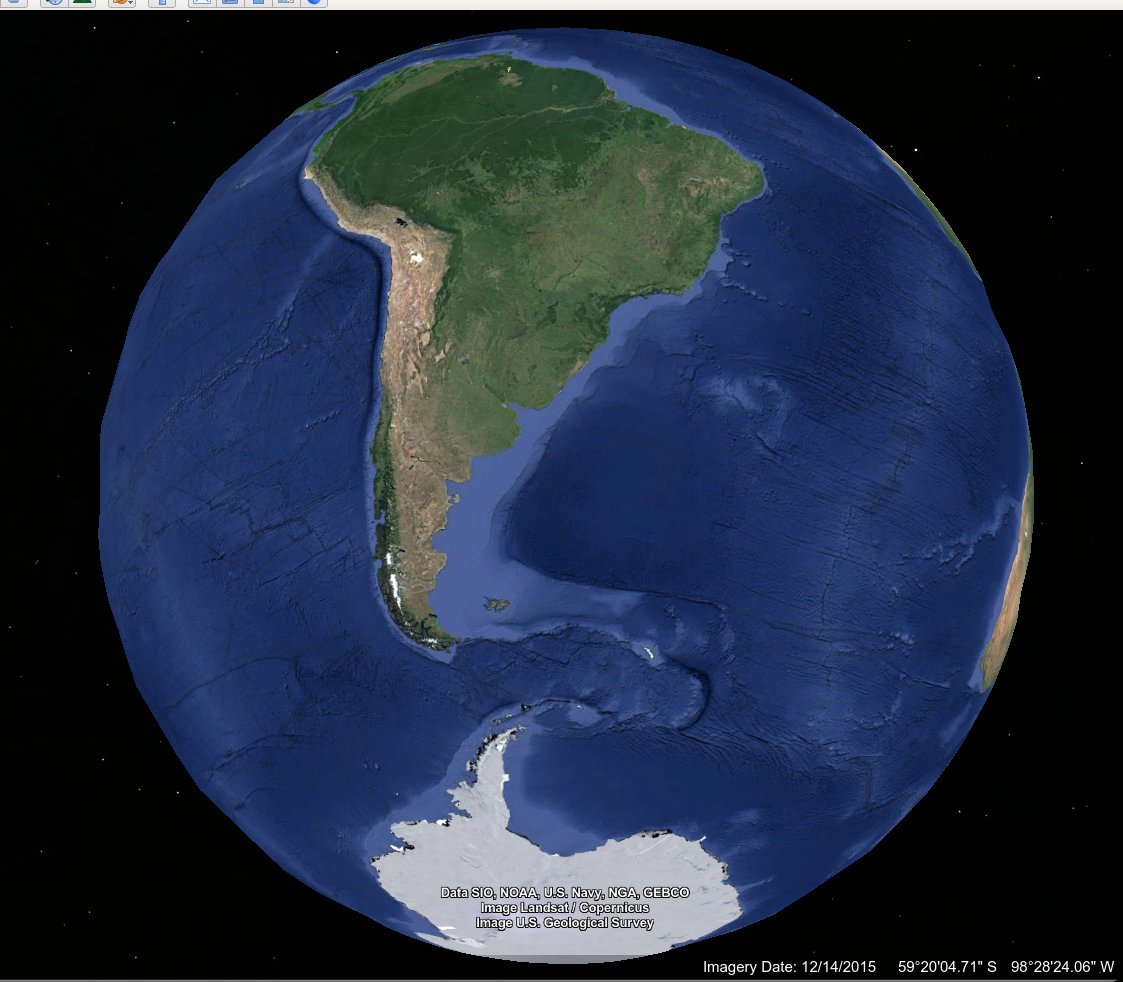 Data SIO, NOAA, U.S. Navy, NGA, GEBCO
Image Landsat / Copernicus
Image U.S. Geological Survey
Imagery Date: 12/14/2015 59°20'04.71" S 98°28'24.06" W